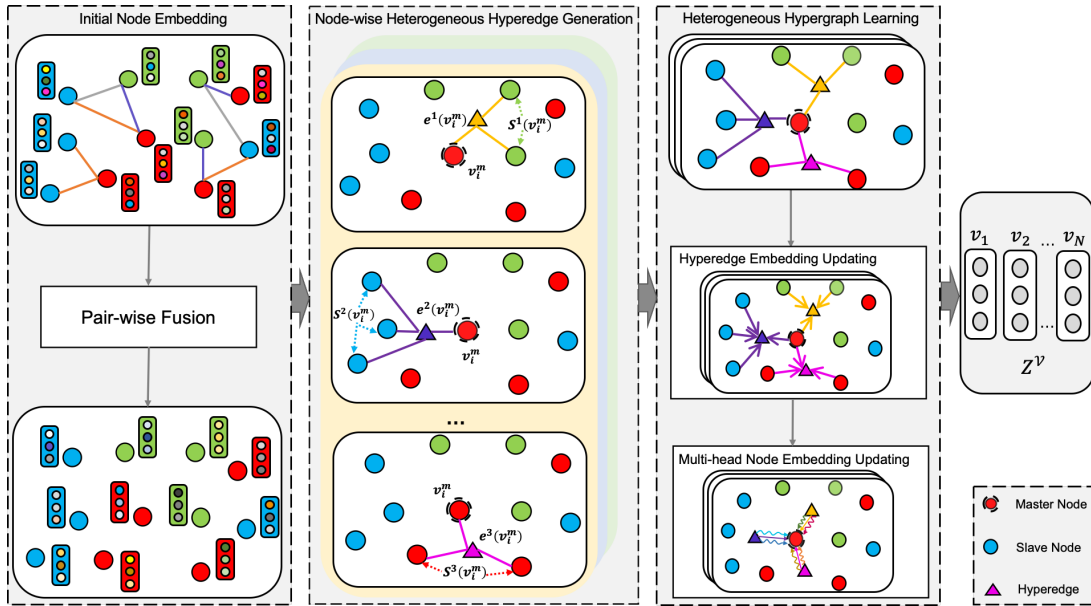 Initial Node Embedding
Pair-wise Fusion
Node-wise Heterogeneous Hyperedge Generation
e¹(vᵢᵐ)
S¹(vᵢᵐ)
vᵢᵐ
S²(vᵢᵐ)
e²(vᵢᵐ)
vᵢᵐ
...
vᵢᵐ
e³(vᵢᵐ)
S³(vᵢᵐ)
Heterogeneous Hypergraph Learning
Hyperedge Embedding Updating
Multi-head Node Embedding Updating
v₁ v₂ ... v_N
...
Z^𝒱
Master Node
Slave Node
Hyperedge